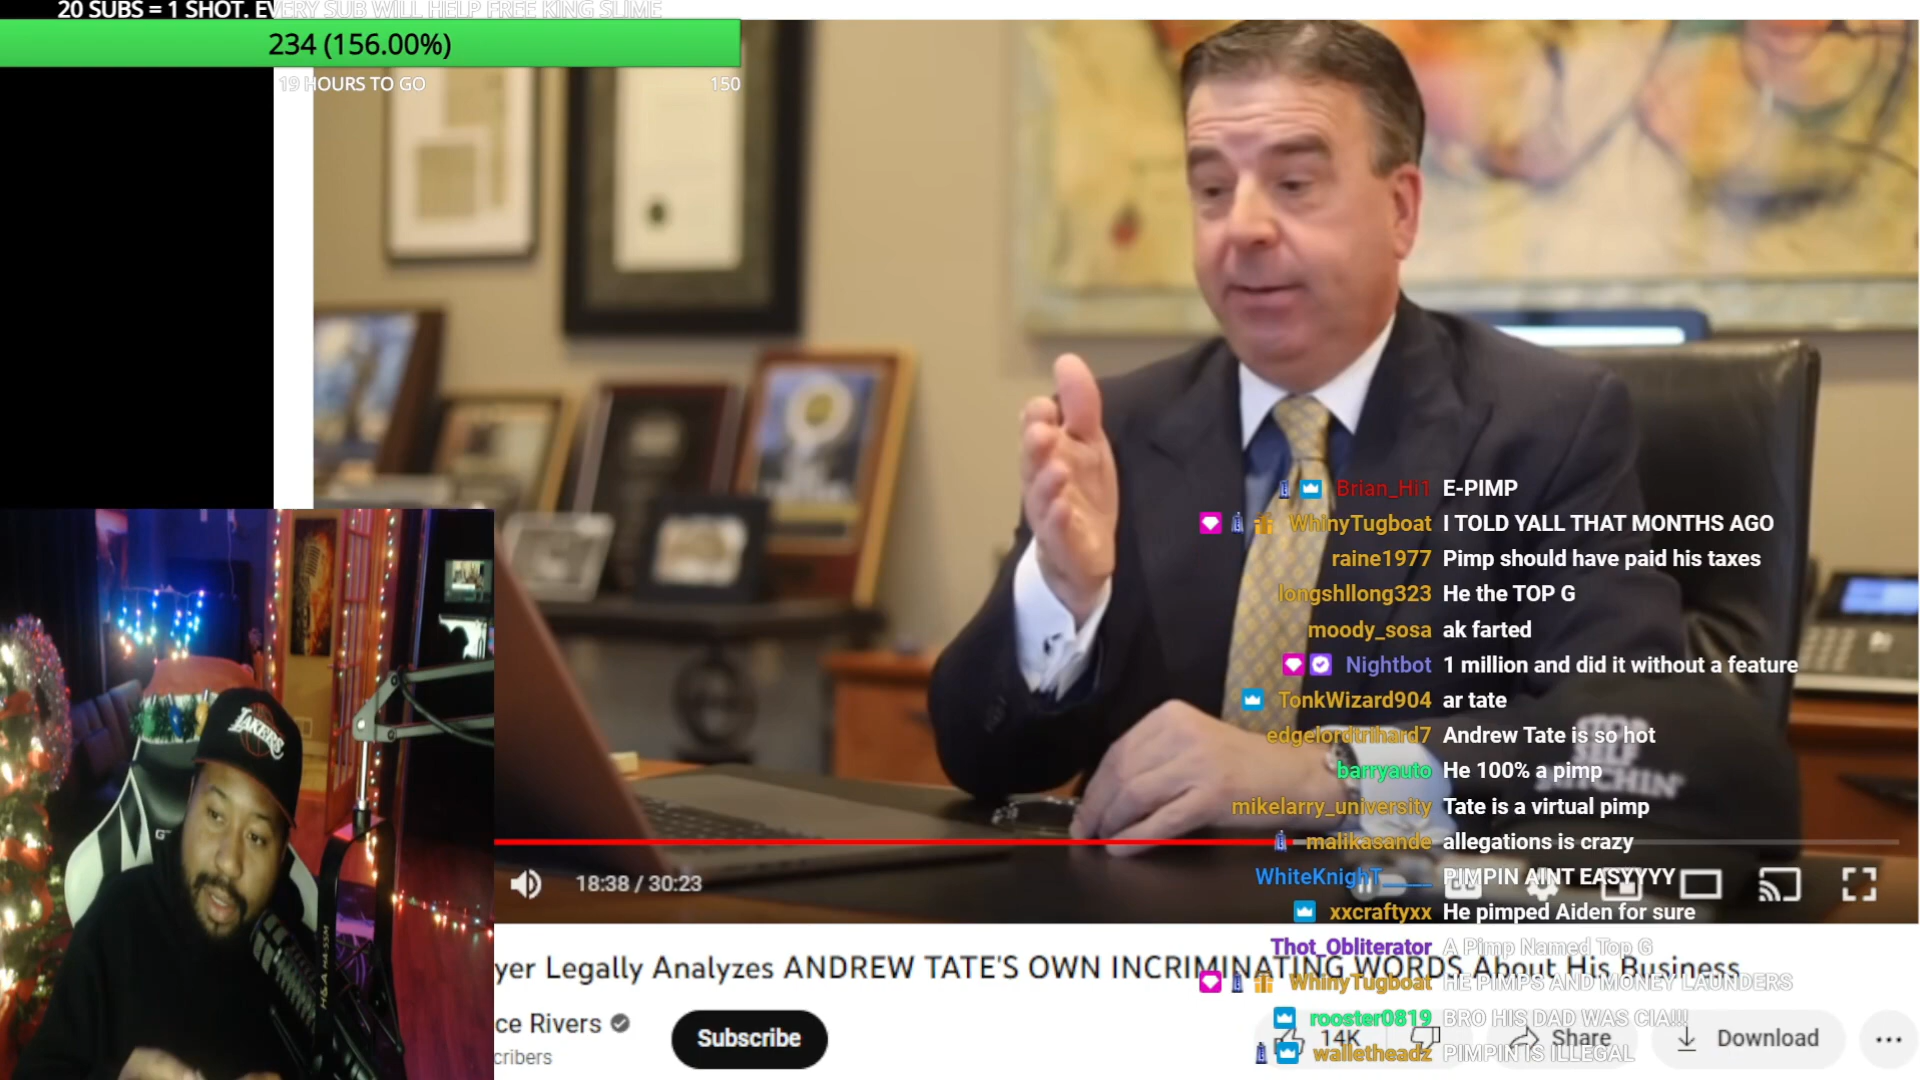 20 SUBS = 1 SHOT. EVERY SUB WILL HELP FREE KING SLIME
234 (156.00%)
19 HOURS TO GO 150
Brian_Hi1 E-PIMP
WhinyTugboat I TOLD YALL THAT MONTHS AGO
raine1977 Pimp should have paid his taxes
longshllong323 He the TOP G
moody_sosa ak farted
Nightbot 1 million and did it without a feature
TonkWizard904 ar tate
edgelordtrihard7 Andrew Tate is so hot
barryauto He 100% a pimp
mikelarry_university Tate is a virtual pimp
malikasande allegations is crazy
WhiteKnighT____ PIMPIN AINT EASYYYY
xxcraftyxx He pimped Aiden for sure
Thot_Obliterator A Pimp Named Top G
WhinyTugboat HE PIMPS AND MONEY LAUNDERS
rooster0819 BRO HIS DAD WAS CIA!!!
walletheadz PIMPIN IS ILLEGAL
STOP
LAKERS
18:38 / 30:23
yer Legally Analyzes ANDREW TATE'S OWN INCRIMINATING WORDS About His Business
ce Rivers
cribers
Subscribe
14K
Share
Download